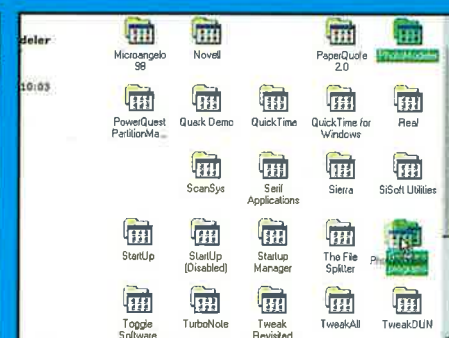 deler
10:03
Microangelo
98
Novell
PaperQuote
2.0
PhotoModeler
PowerQuest
PartitionMa...
Quark Demo
QuickTime
QuickTime for
Windows
Real
ScanSys
Serif
Applications
Sierra
SiSoft Utilities
StartUp
StartUp
(Disabled)
Startup
Manager
The File
Splitter
programs
Toggle
Software
TurboNote
Tweak
Revisited
TweakAll
TweakDUN